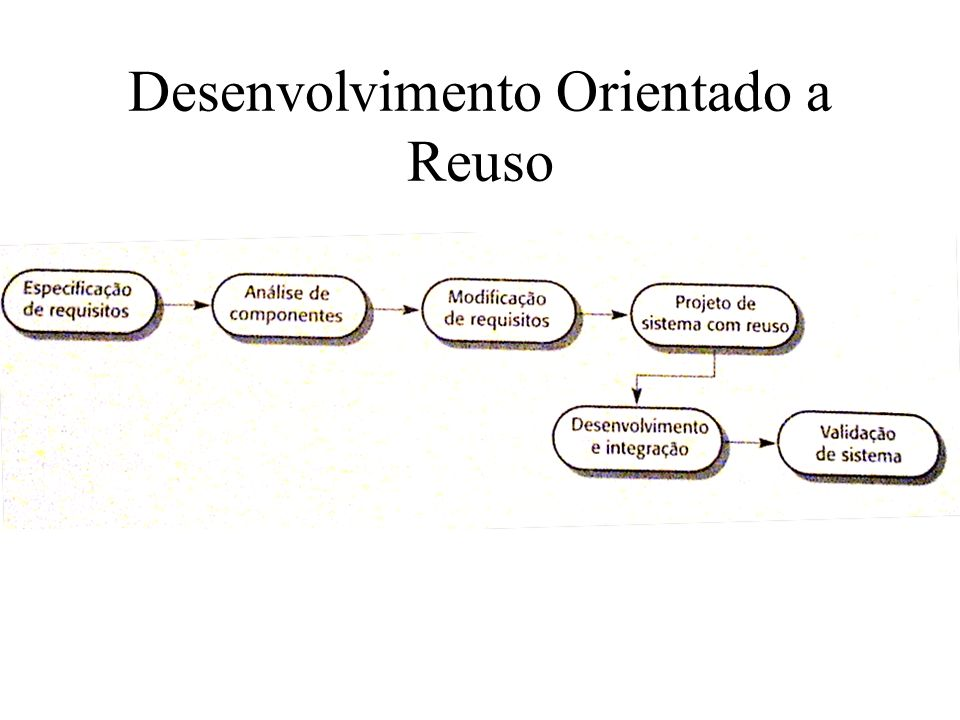 Desenvolvimento Orientado a
Reuso
Especificação
de requisitos
Análise de
componentes
Modificação
de requisitos
Projeto de
sistema com reuso
Desenvolvimento
e integração
Validação
de sistema